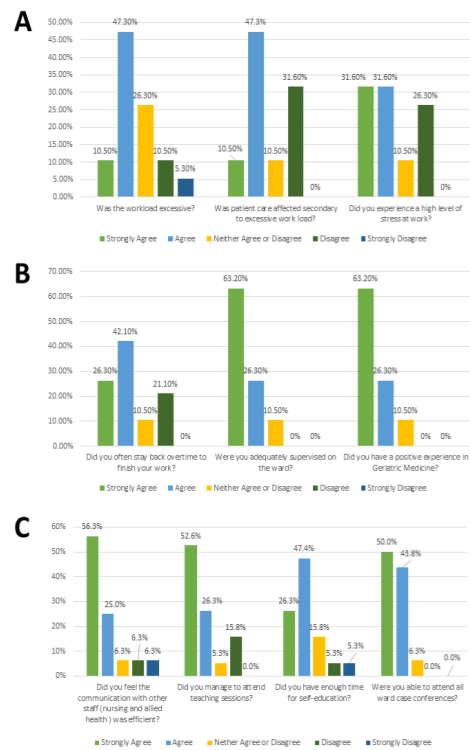 A
50.00%
45.00%
40.00%
35.00%
30.00%
25.00%
20.00%
15.00%
10.00%
5.00%
0.00%
47.30%
47.3%
26.30%
31.60%
31.60% 31.60%
26.30%
10.50%
10.50%
5.30%
10.50%
10.50%
0%
10.50%
0%
Was the workload excessive?
Was patient care affected secondary
to excessive work load?
Did you experience a high level of
stress at work?
Strongly Agree Agree Neither Agree or Disagree Disagree Strongly Disagree
B
70.00%
60.00%
50.00%
40.00%
30.00%
20.00%
10.00%
0.00%
63.20%
63.20%
42.10%
26.30%
21.10%
26.30%
26.30%
10.50%
0%
10.50%
0% 0%
10.50%
0% 0%
Did you often stay back overtime to
finish your work?
Were you adequately supervised on
the ward?
Did you have a positive experience in
Geriatric Medicine?
Strongly Agree Agree Neither Agree or Disagree Disagree Strongly Disagree
C
60%
50%
40%
30%
20%
10%
0%
56.3%
52.6%
47.4%
50.0%
43.8%
25.0%
26.3%
26.3%
6.3%
6.3%
6.3%
5.3%
15.8%
0.0%
15.8%
5.3%
5.3%
6.3%
0.0%
0.0%
Did you feel the
communication with other
staff (nursing and allied
health ) was efficient?
Did you manage to attend
teaching sessions?
Did you have enough time
for self-education?
Were you able to attend all
ward case conferences?
Strongly Agree Agree Neither Agree or Disagree Disagree Strongly Disagree